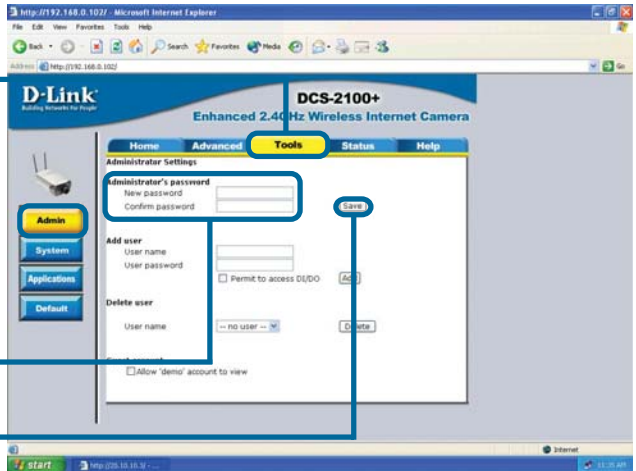 http://192.168.0.102/ - Microsoft Internet Explorer
File Edit View Favorites Tools Help
Back Search Favorites Media
Address http://192.168.0.102/ Go
D-Link
Building Networks for People
DCS-2100+
Enhanced 2.4GHz Wireless Internet Camera
Home Advanced Tools Status Help
Administrator Settings
Administrator's password
New password
Confirm password Save
Admin
System
Applications
Default
Add user
User name
User password
Permit to access DI/DO Add
Delete user
User name -- no user -- Delete
Allow 'demo' account to view
Internet
start
11:35 AM